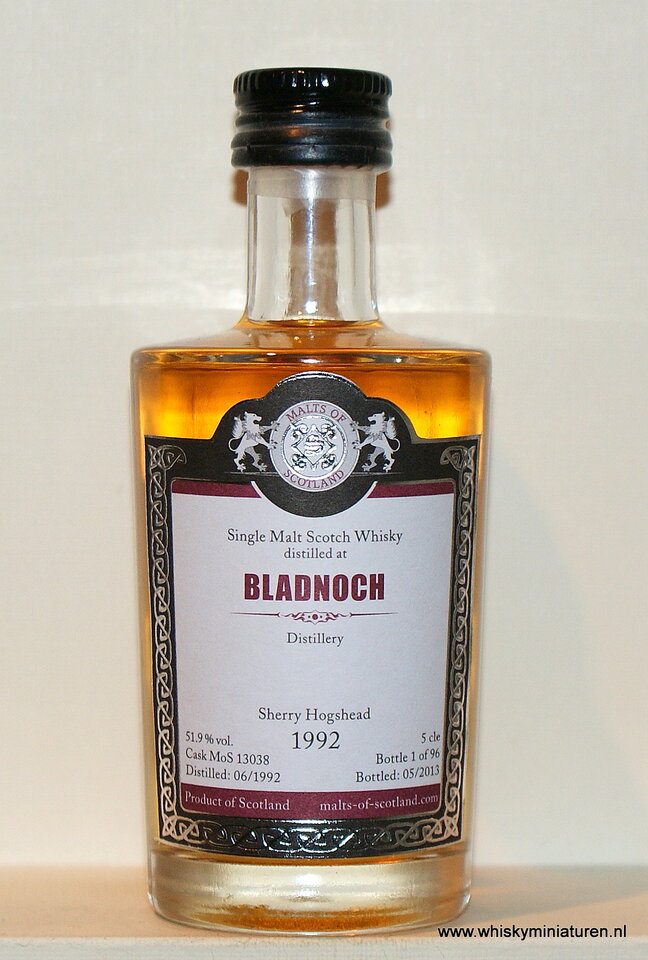 MALTS OF
SCOTLAND
Single Malt Scotch Whisky
distilled at
BLADNOCH
Distillery
Sherry Hogshead
1992
51.9 % vol.
Cask MoS 13038
Distilled: 06/1992
5 cle
Bottle 1 of 96
Bottled: 05/2013
Product of Scotland malts-of-scotland.com
www.whiskyminiaturen.nl